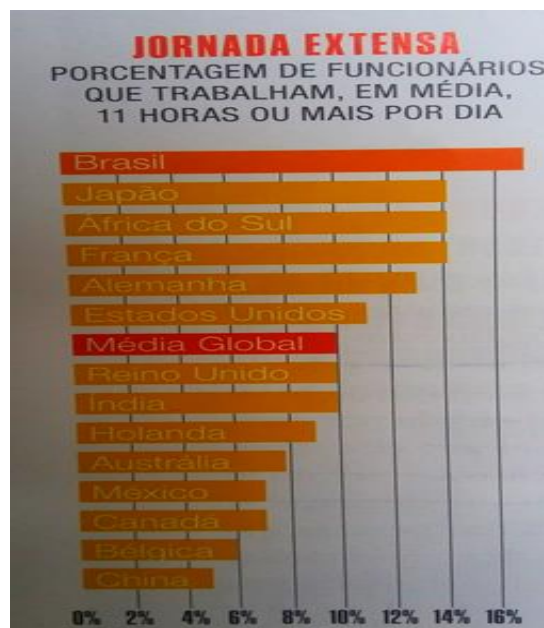 JORNADA EXTENSA
PORCENTAGEM DE FUNCIONÁRIOS
QUE TRABALHAM, EM MÉDIA,
11 HORAS OU MAIS POR DIA
Brasil
Japão
África do Sul
França
Alemanha
Estados Unidos
Média Global
Reino Unido
Índia
Holanda
Austrália
México
Canadá
Bélgica
China
0% 2% 4% 6% 8% 10% 12% 14% 16%